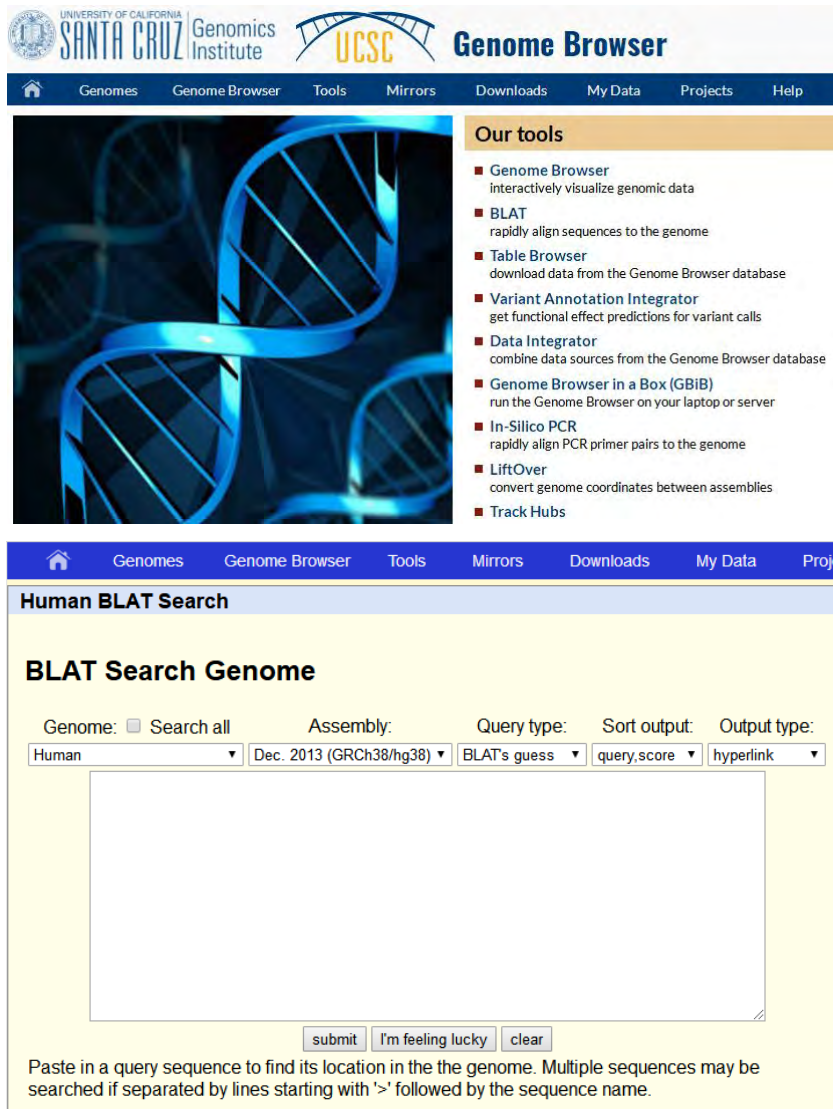 UNIVERSITY OF CALIFORNIA
SANTA CRUZ Genomics Institute
UCSC Genome Browser
Genomes Genome Browser Tools Mirrors Downloads My Data Projects Help
Our tools
Genome Browser
interactively visualize genomic data
BLAT
rapidly align sequences to the genome
Table Browser
download data from the Genome Browser database
Variant Annotation Integrator
get functional effect predictions for variant calls
Data Integrator
combine data sources from the Genome Browser database
Genome Browser in a Box (GBiB)
run the Genome Browser on your laptop or server
In-Silico PCR
rapidly align PCR primer pairs to the genome
LiftOver
convert genome coordinates between assemblies
Track Hubs
Genomes Genome Browser Tools Mirrors Downloads My Data Proj
Human BLAT Search
BLAT Search Genome
Genome: Search all Assembly: Query type: Sort output: Output type:
Human Dec. 2013 (GRCh38/hg38) BLAT's guess query,score hyperlink
submit I'm feeling lucky clear
Paste in a query sequence to find its location in the the genome. Multiple sequences may be
searched if separated by lines starting with '>' followed by the sequence name.